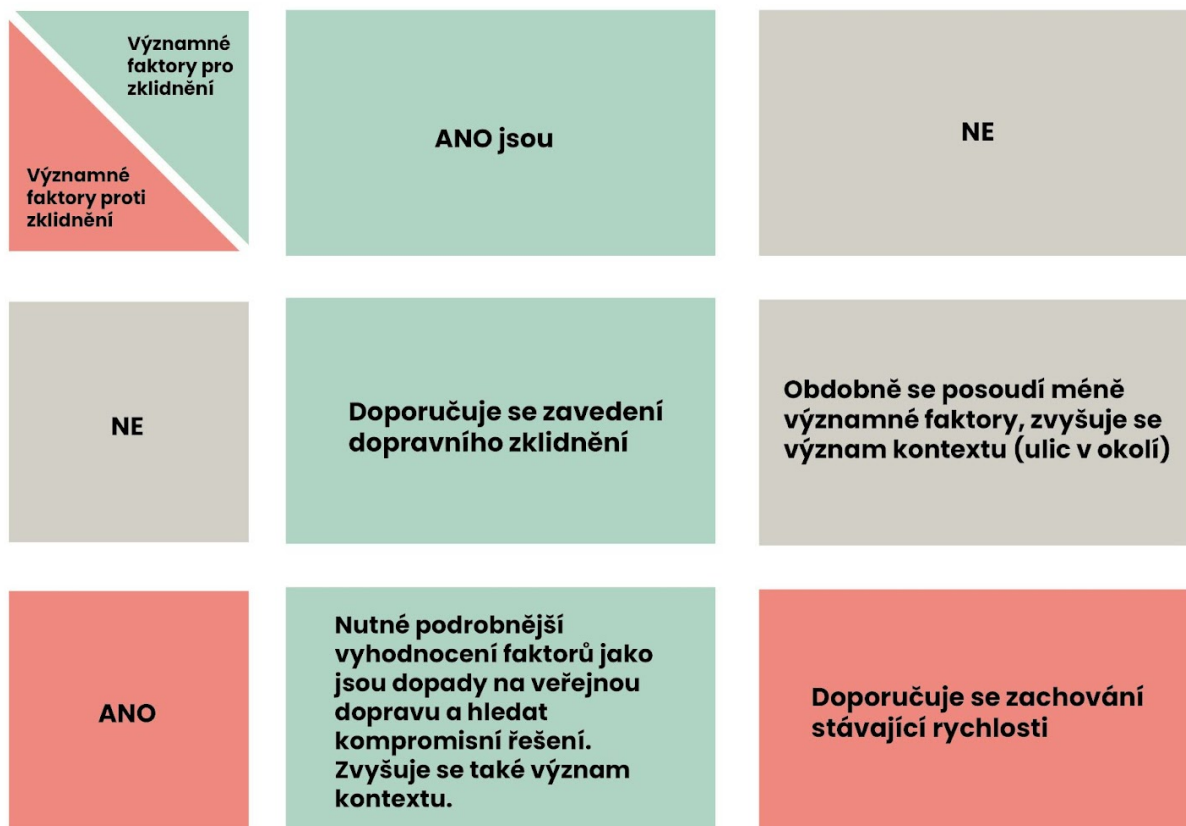 Významné
faktory pro
zklidnění
Významné
faktory proti
zklidnění
ANO jsou
NE
NE
Doporučuje se zavedení
dopravního zklidnění
Obdobně se posoudí méně
významné faktory, zvyšuje se
význam kontextu (ulic v okolí)
ANO
Nutné podrobnější
vyhodnocení faktorů jako
jsou dopady na veřejnou
dopravu a hledat
kompromisní řešení.
Zvyšuje se také význam
kontextu.
Doporučuje se zachování
stávající rychlosti